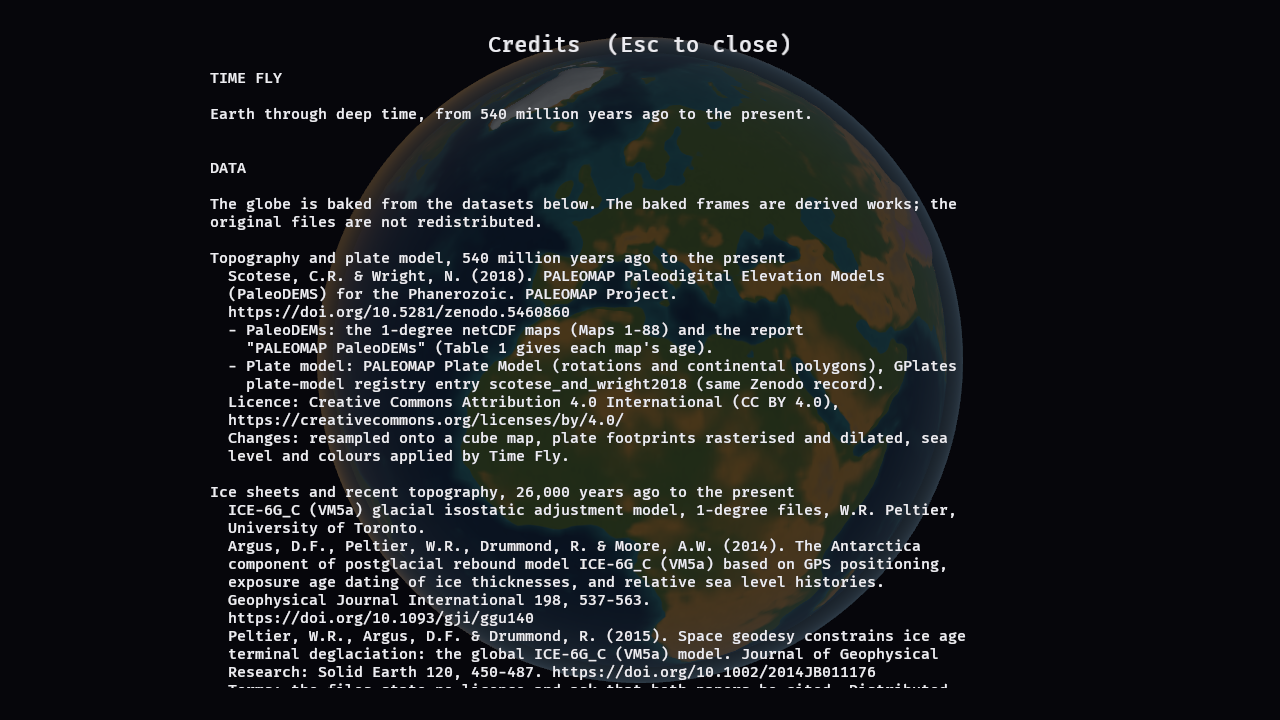 Credits  (Esc to close)
TIME FLY
Earth through deep time, from 540 million years ago to the present.
DATA
The globe is baked from the datasets below. The baked frames are derived works; the
original files are not redistributed.
Topography and plate model, 540 million years ago to the present
Scotese, C.R. & Wright, N. (2018). PALEOMAP Paleodigital Elevation Models
(PaleoDEMS) for the Phanerozoic. PALEOMAP Project.
https://doi.org/10.5281/zenodo.5460860
- PaleoDEMs: the 1-degree netCDF maps (Maps 1-88) and the report
"PALEOMAP PaleoDEMs" (Table 1 gives each map's age).
- Plate model: PALEOMAP Plate Model (rotations and continental polygons), GPlates
plate-model registry entry scotese_and_wright2018 (same Zenodo record).
Licence: Creative Commons Attribution 4.0 International (CC BY 4.0),
https://creativecommons.org/licenses/by/4.0/
Changes: resampled onto a cube map, plate footprints rasterised and dilated, sea
level and colours applied by Time Fly.
Ice sheets and recent topography, 26,000 years ago to the present
ICE-6G_C (VM5a) glacial isostatic adjustment model, 1-degree files, W.R. Peltier,
University of Toronto.
Argus, D.F., Peltier, W.R., Drummond, R. & Moore, A.W. (2014). The Antarctica
component of postglacial rebound model ICE-6G_C (VM5a) based on GPS positioning,
exposure age dating of ice thicknesses, and relative sea level histories.
Geophysical Journal International 198, 537-563.
https://doi.org/10.1093/gji/ggu140
Peltier, W.R., Argus, D.F. & Drummond, R. (2015). Space geodesy constrains ice age
terminal deglaciation: the global ICE-6G_C (VM5a) model. Journal of Geophysical
Research: Solid Earth 120, 450-487. https://doi.org/10.1002/2014JB011176